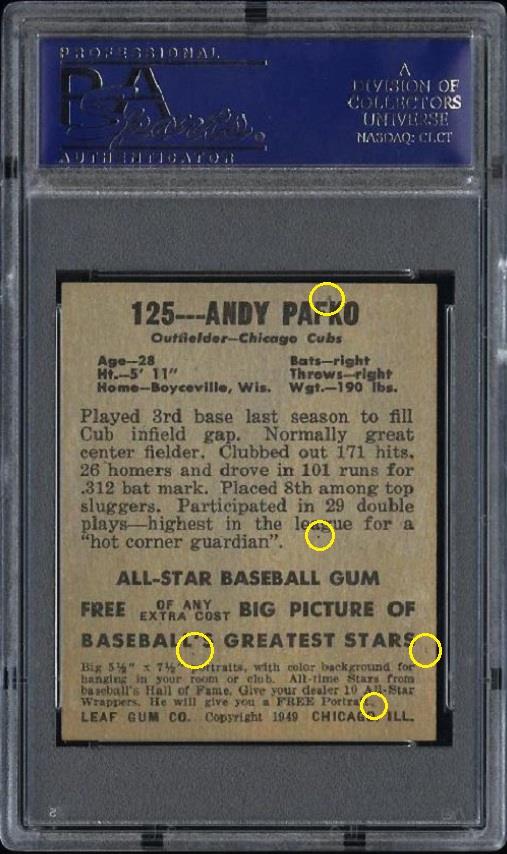 PROFESSIONAL
PSA
Sports.
AUTHENTICATOR
A
DIVISION OF
COLLECTORS
UNIVERSE
NASDAQ: CLCT
125---ANDY PAFKO
Outfielder—Chicago Cubs
Age—28 Bats—right
Ht.—5' 11" Throws—right
Home—Boyceville, Wis. Wgt.—190 lbs.
Played 3rd base last season to fill
Cub infield gap. Normally great
center fielder. Clubbed out 171 hits,
26 homers and drove in 101 runs for
.312 bat mark. Placed 8th among top
sluggers. Participated in 29 double
plays—highest in the league for a
"hot corner guardian".
ALL-STAR BASEBALL GUM
FREE OF ANY EXTRA COST BIG PICTURE OF
BASEBALL'S GREATEST STARS
Big 5½" x 7½" Portraits, with color background for
hanging in your room or club. All-time Stars from
baseball's Hall of Fame. Give your dealer 10 All-Star
Wrappers. He will give you a FREE Portrait.
LEAF GUM CO. Copyright 1949 CHICAGO ILL.